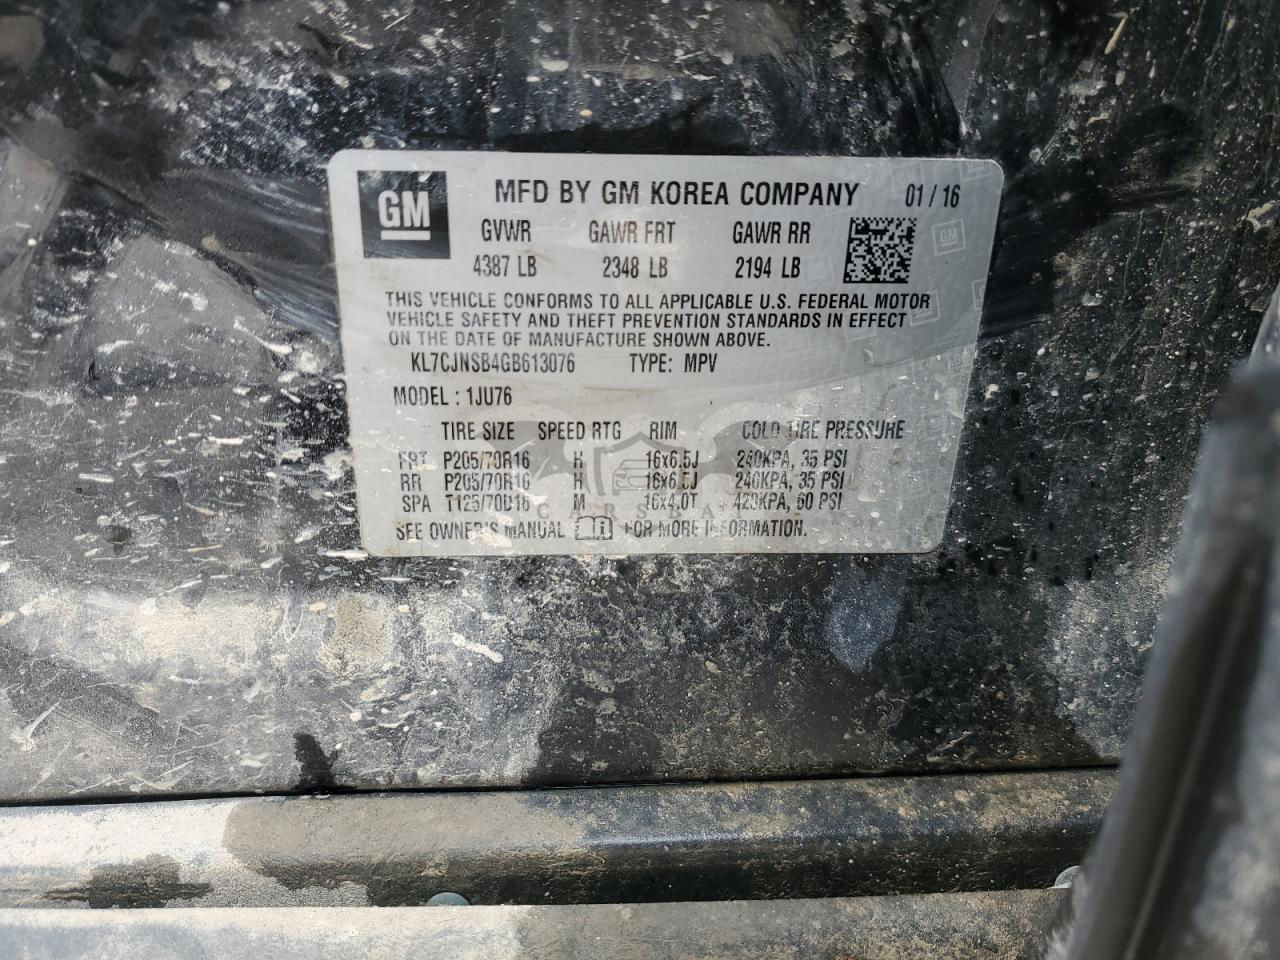 GM
MFD BY GM KOREA COMPANY 01 / 16
GVWR GAWR FRT GAWR RR
4387 LB 2348 LB 2194 LB
GM
THIS VEHICLE CONFORMS TO ALL APPLICABLE U.S. FEDERAL MOTOR
VEHICLE SAFETY AND THEFT PREVENTION STANDARDS IN EFFECT
ON THE DATE OF MANUFACTURE SHOWN ABOVE.
KL7CJNSB4GB613076 TYPE: MPV
MODEL : 1JU76
TIRE SIZE SPEED RTG RIM COLD TIRE PRESSURE
FRT P205/70R16 H 16x6.5J 240KPA, 35 PSI
RR P205/70R16 H 16x6.5J 240KPA, 35 PSI
SPA T125/70D16 M 16x4.0T 420KPA, 60 PSI
SEE OWNER'S MANUAL FOR MORE INFORMATION.